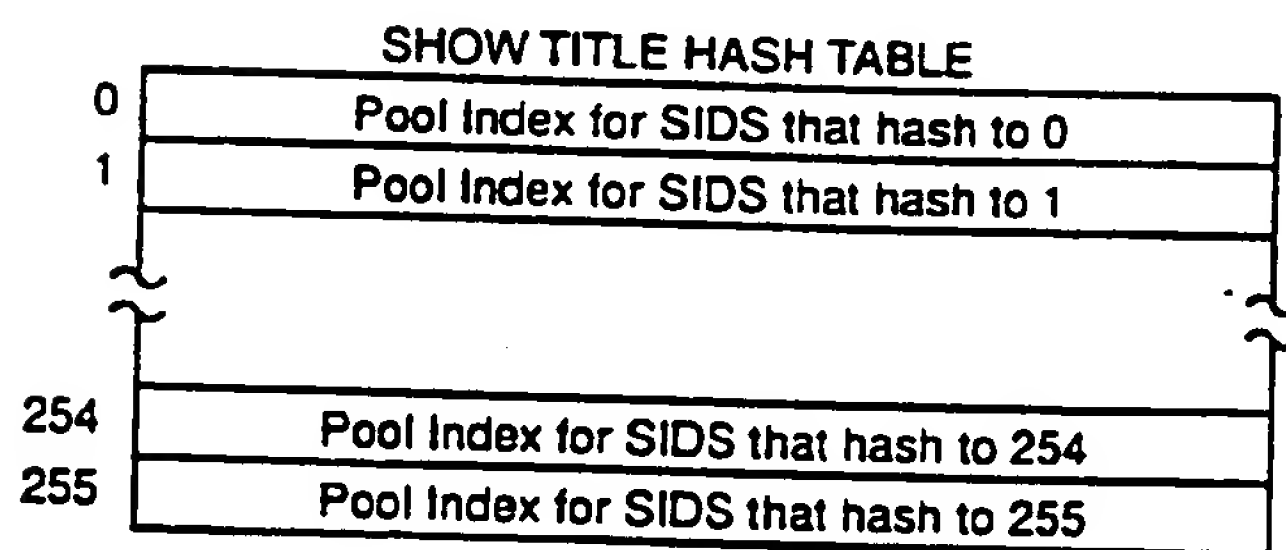 SHOW TITLE HASH TABLE
0 Pool Index for SIDS that hash to 0
1 Pool Index for SIDS that hash to 1
254 Pool Index for SIDS that hash to 254
255 Pool Index for SIDS that hash to 255